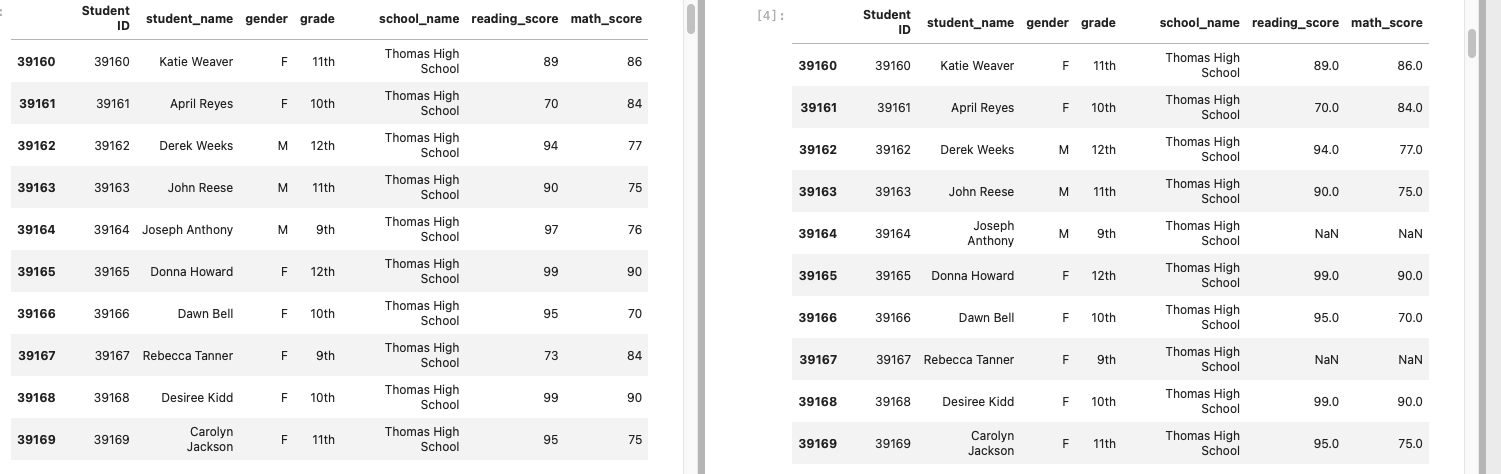 Student ID student_name gender grade school_name reading_score math_score
39160 39160 Katie Weaver F 11th Thomas High School 89 86
39161 39161 April Reyes F 10th Thomas High School 70 84
39162 39162 Derek Weeks M 12th Thomas High School 94 77
39163 39163 John Reese M 11th Thomas High School 90 75
39164 39164 Joseph Anthony M 9th Thomas High School 97 76
39165 39165 Donna Howard F 12th Thomas High School 99 90
39166 39166 Dawn Bell F 10th Thomas High School 95 70
39167 39167 Rebecca Tanner F 9th Thomas High School 73 84
39168 39168 Desiree Kidd F 10th Thomas High School 99 90
39169 39169 Carolyn Jackson F 11th Thomas High School 95 75
[4]:
Student ID student_name gender grade school_name reading_score math_score
39160 39160 Katie Weaver F 11th Thomas High School 89.0 86.0
39161 39161 April Reyes F 10th Thomas High School 70.0 84.0
39162 39162 Derek Weeks M 12th Thomas High School 94.0 77.0
39163 39163 John Reese M 11th Thomas High School 90.0 75.0
39164 39164 Joseph Anthony M 9th Thomas High School NaN NaN
39165 39165 Donna Howard F 12th Thomas High School 99.0 90.0
39166 39166 Dawn Bell F 10th Thomas High School 95.0 70.0
39167 39167 Rebecca Tanner F 9th Thomas High School NaN NaN
39168 39168 Desiree Kidd F 10th Thomas High School 99.0 90.0
39169 39169 Carolyn Jackson F 11th Thomas High School 95.0 75.0